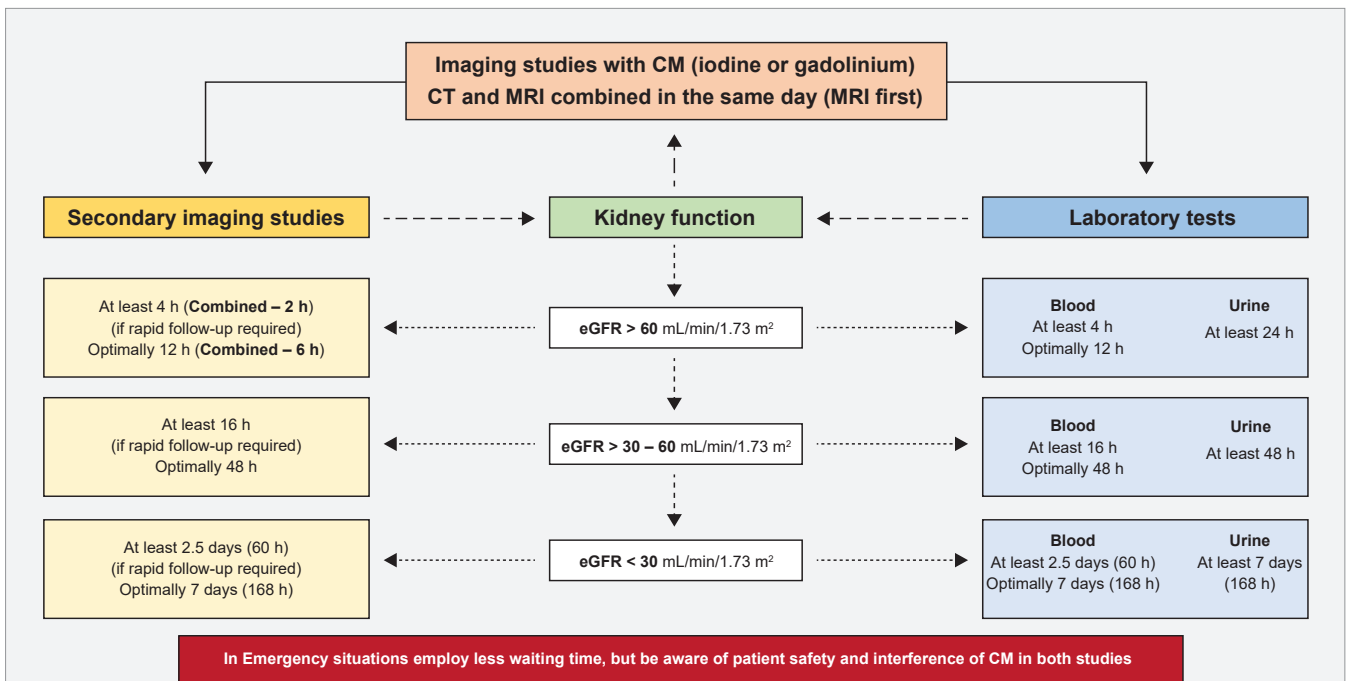 Imaging studies with CM (iodine or gadolinium)
CT and MRI combined in the same day (MRI first)
Secondary imaging studies
Kidney function
Laboratory tests
At least 4 h (Combined – 2 h)
(if rapid follow-up required)
Optimally 12 h (Combined – 6 h)
eGFR > 60 mL/min/1.73 m²
Blood
At least 4 h
Optimally 12 h
Urine
At least 24 h
At least 16 h
(if rapid follow-up required)
Optimally 48 h
eGFR > 30 – 60 mL/min/1.73 m²
Blood
At least 16 h
Optimally 48 h
Urine
At least 48 h
At least 2.5 days (60 h)
(if rapid follow-up required)
Optimally 7 days (168 h)
eGFR < 30 mL/min/1.73 m²
Blood
At least 2.5 days (60 h)
Optimally 7 days (168 h)
Urine
At least 7 days
(168 h)
In Emergency situations employ less waiting time, but be aware of patient safety and interference of CM in both studies